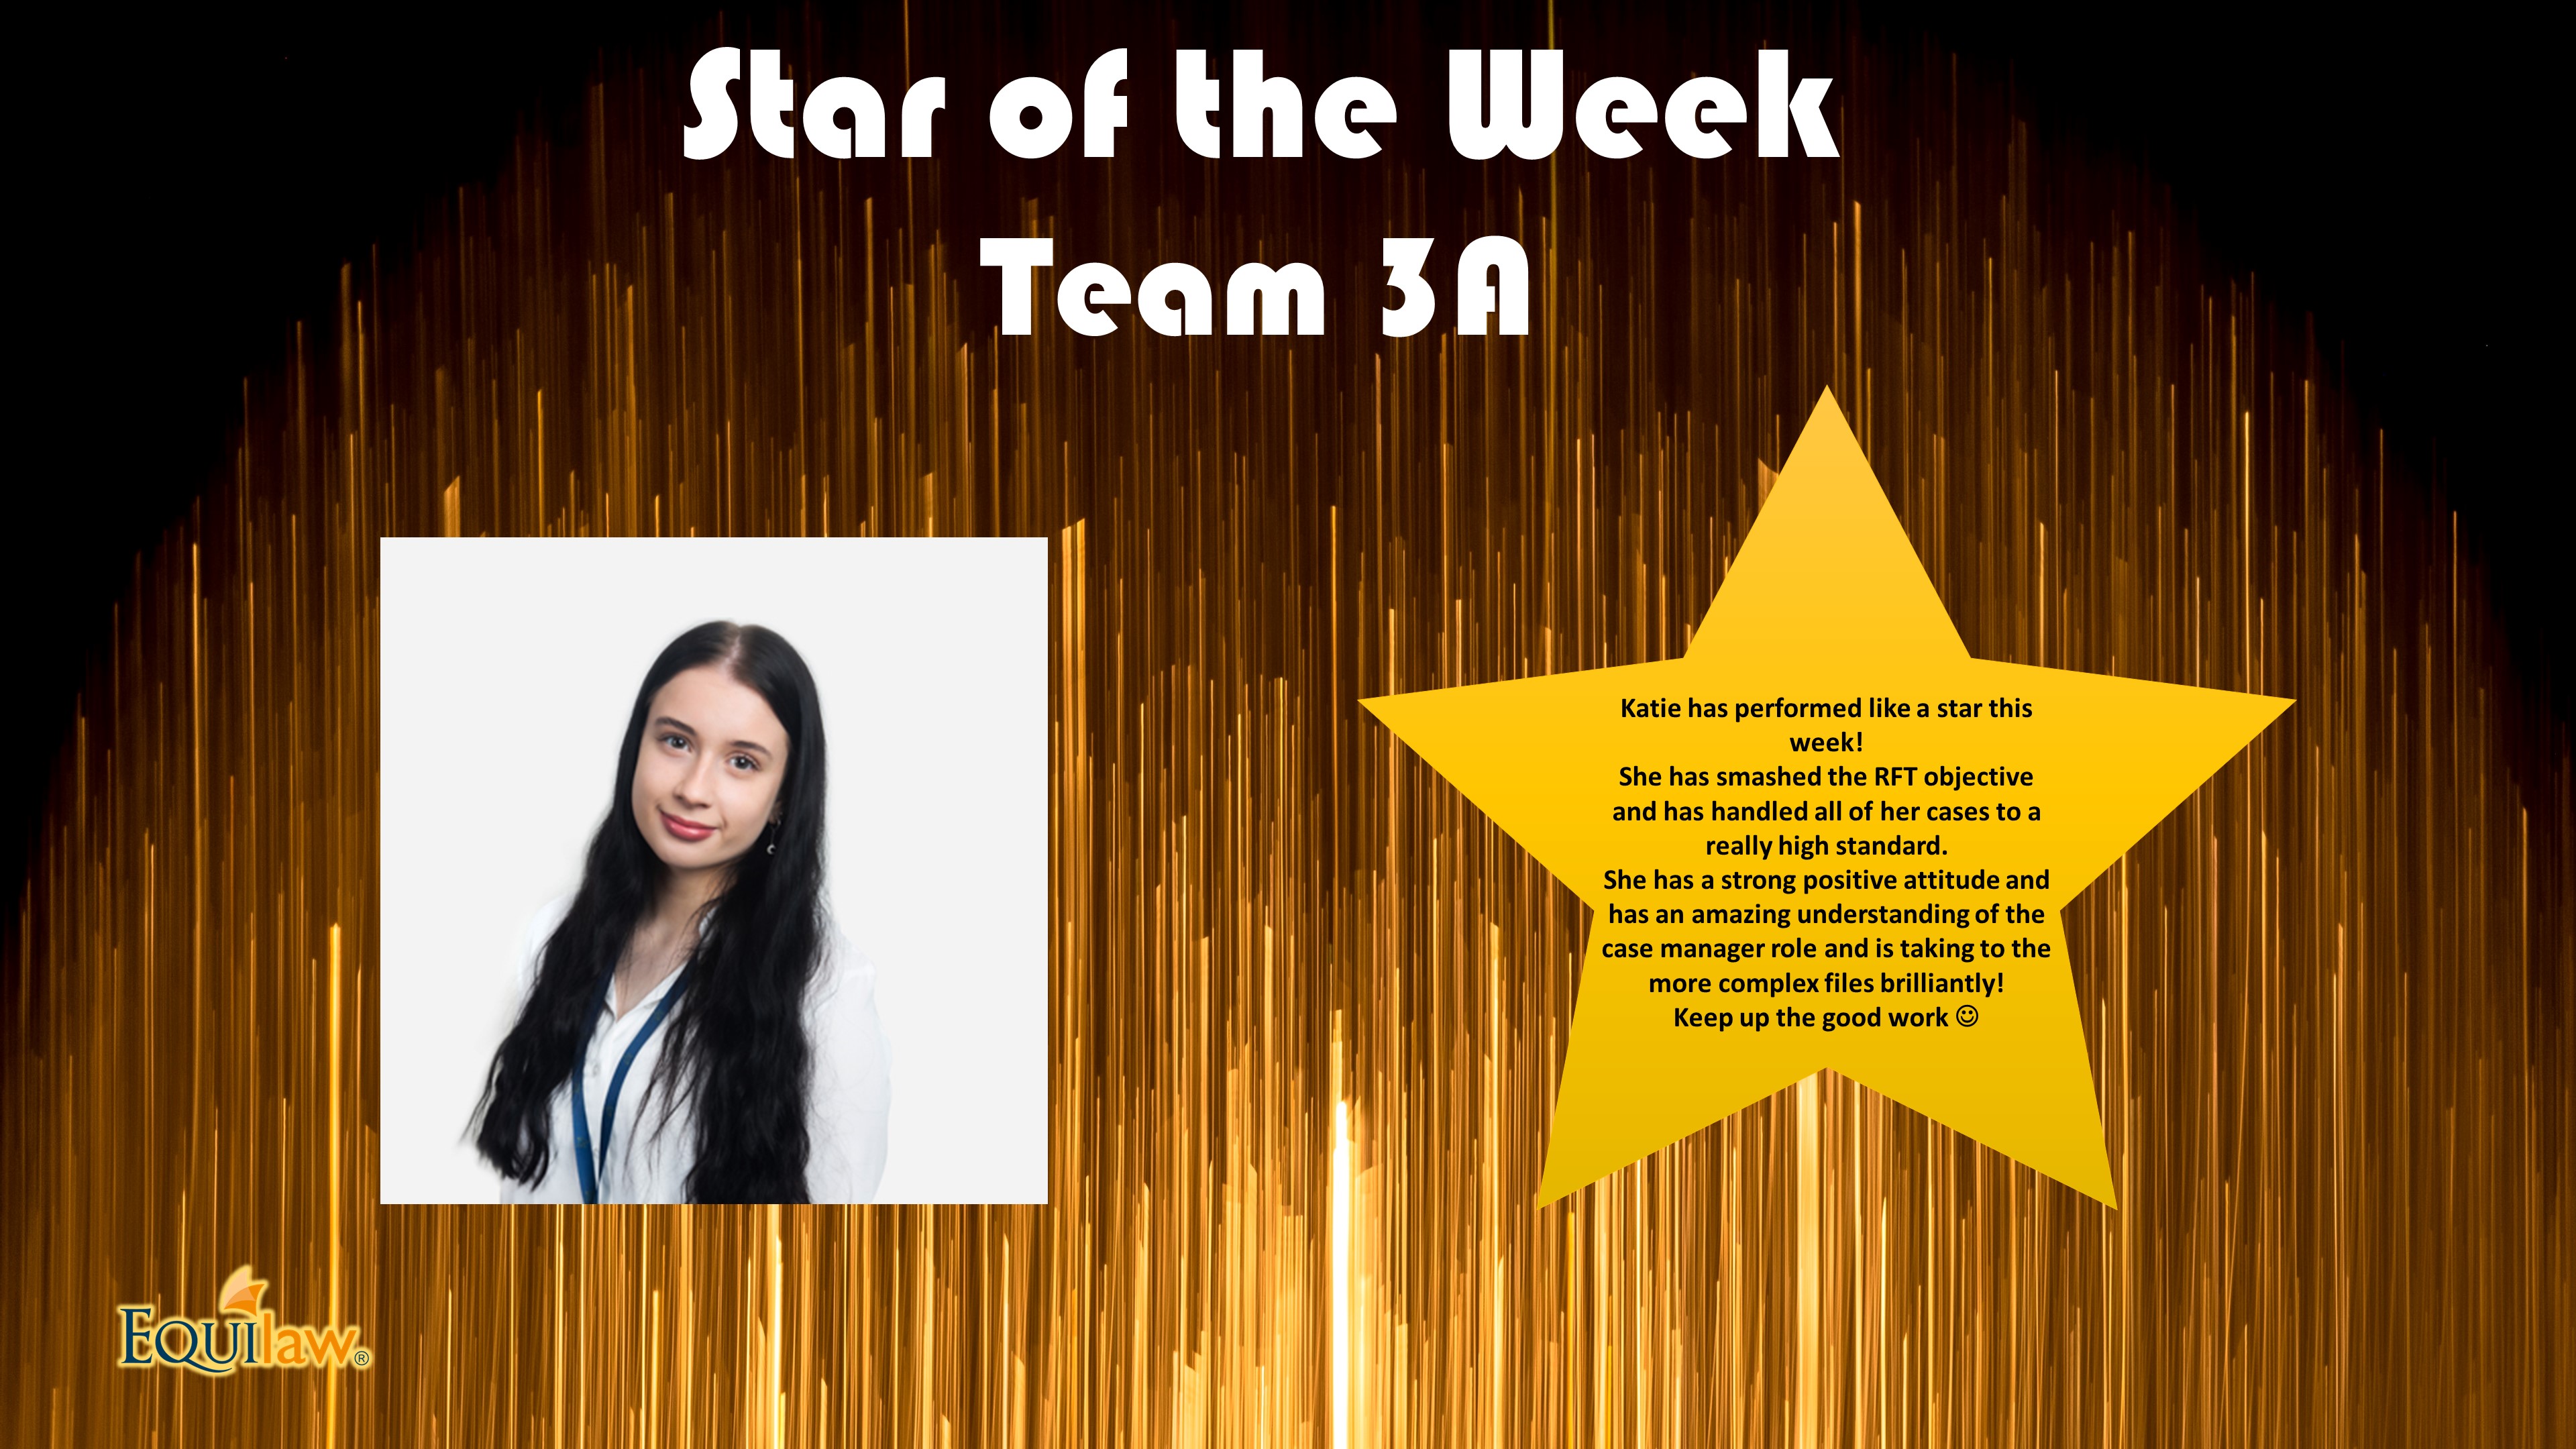 Star of the Week
Team 3A
Katie has performed like a star this
week!
She has smashed the RFT objective
and has handled all of her cases to a
really high standard.
She has a strong positive attitude and
has an amazing understanding of the
case manager role and is taking to the
more complex files brilliantly!
Keep up the good work ☺
EQUIlaw®